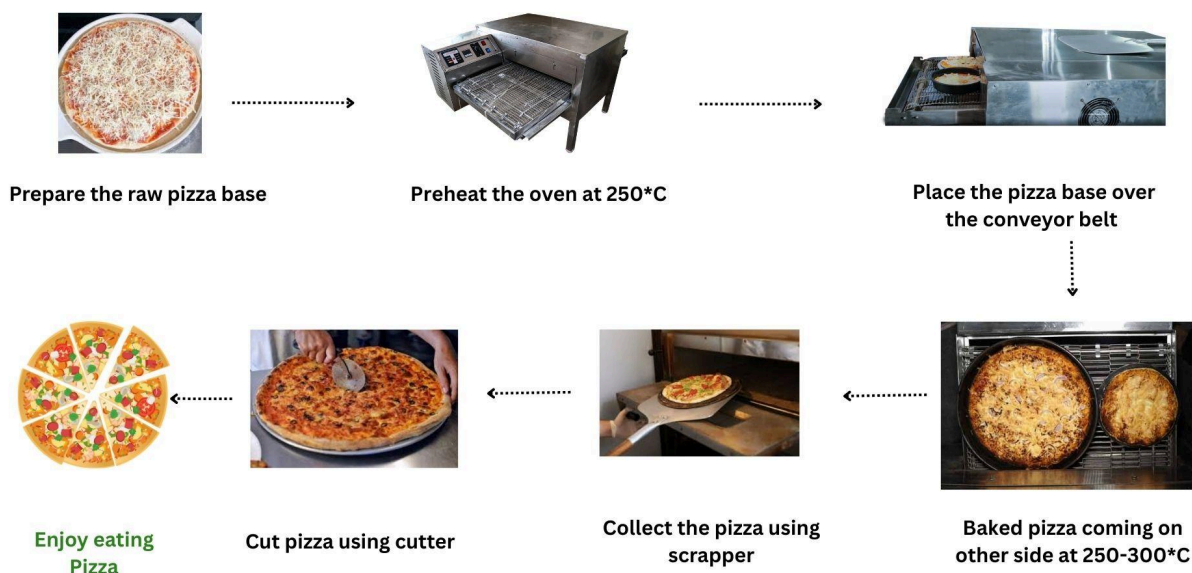 Prepare the raw pizza base
Preheat the oven at 250*C
Place the pizza base over
the conveyor belt
Baked pizza coming on
other side at 250-300*C
Collect the pizza using
scrapper
Cut pizza using cutter
Enjoy eating
Pizza